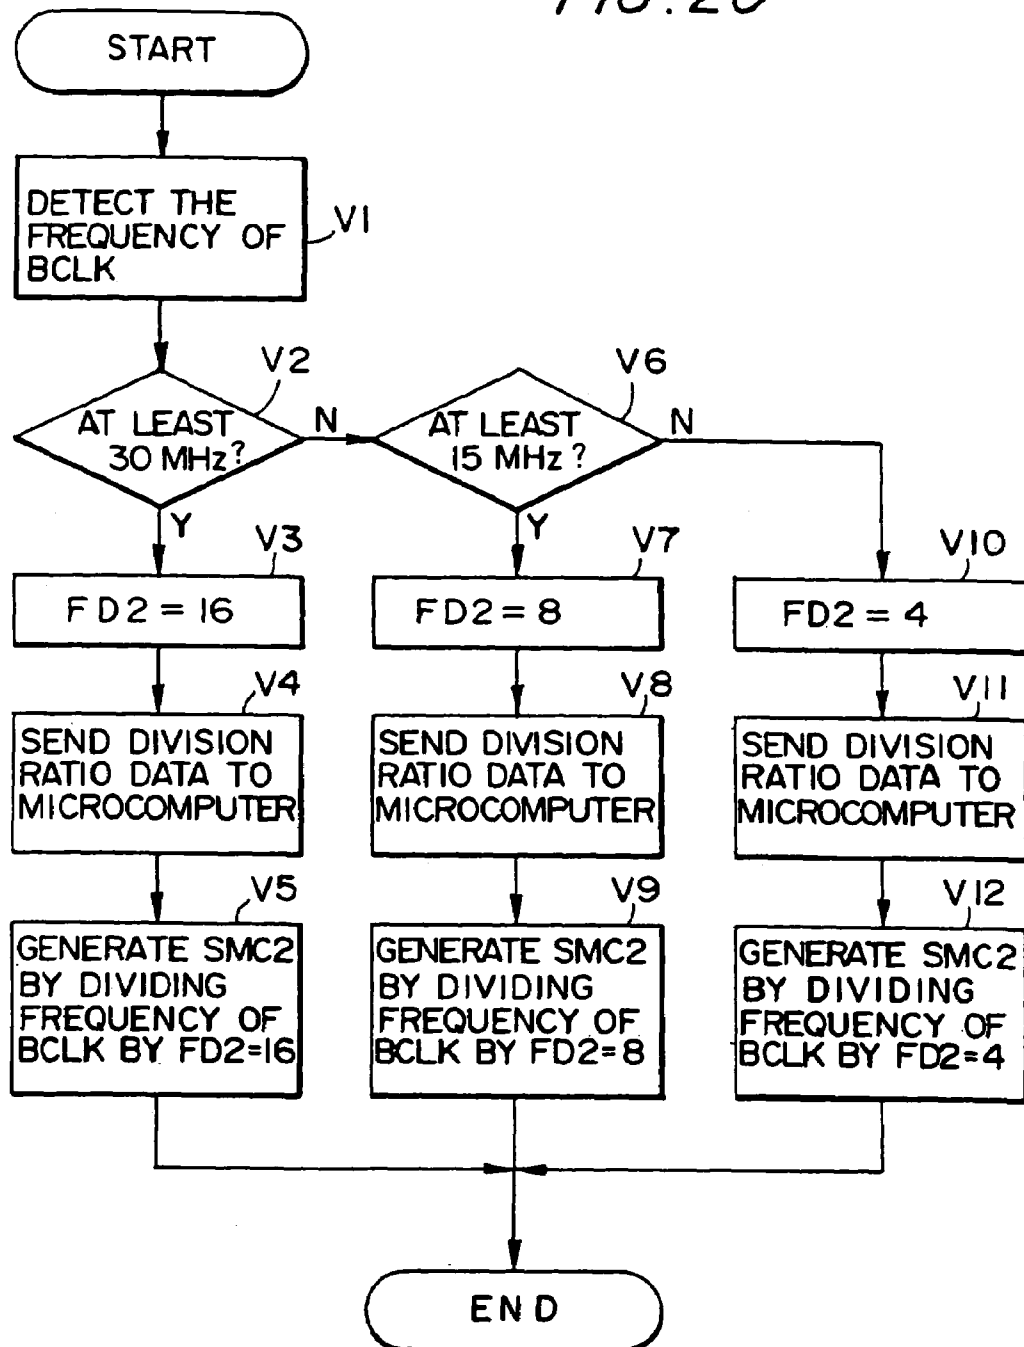 FIG. 20
START
DETECT THE
FREQUENCY OF
BCLK
V1
V2
AT LEAST
30 MHz?
N
Y
V6
AT LEAST
15 MHz?
N
Y
V3
FD2 = 16
V7
FD2 = 8
V10
FD2 = 4
V4
SEND DIVISION
RATIO DATA TO
MICROCOMPUTER
V8
SEND DIVISION
RATIO DATA TO
MICROCOMPUTER
V11
SEND DIVISION
RATIO DATA TO
MICROCOMPUTER
V5
GENERATE SMC2
BY DIVIDING
FREQUENCY OF
BCLK BY FD2=16
V9
GENERATE SMC2
BY DIVIDING
FREQUENCY OF
BCLK BY FD2=8
V12
GENERATE SMC2
BY DIVIDING
FREQUENCY OF
BCLK BY FD2=4
END